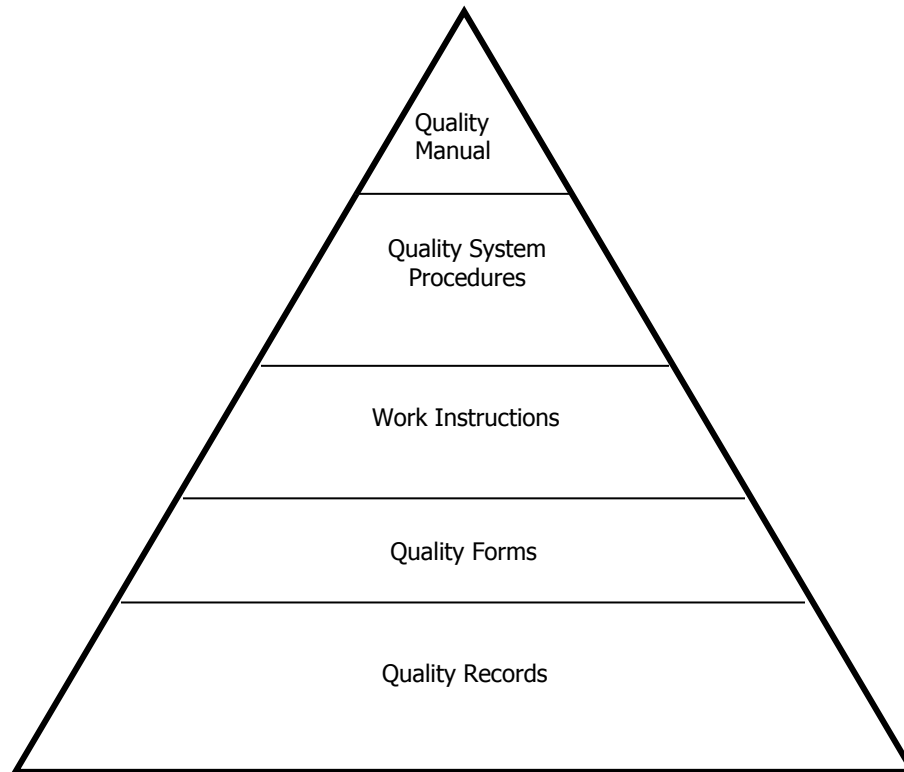 Quality
Manual
Quality System
Procedures
Work Instructions
Quality Forms
Quality Records